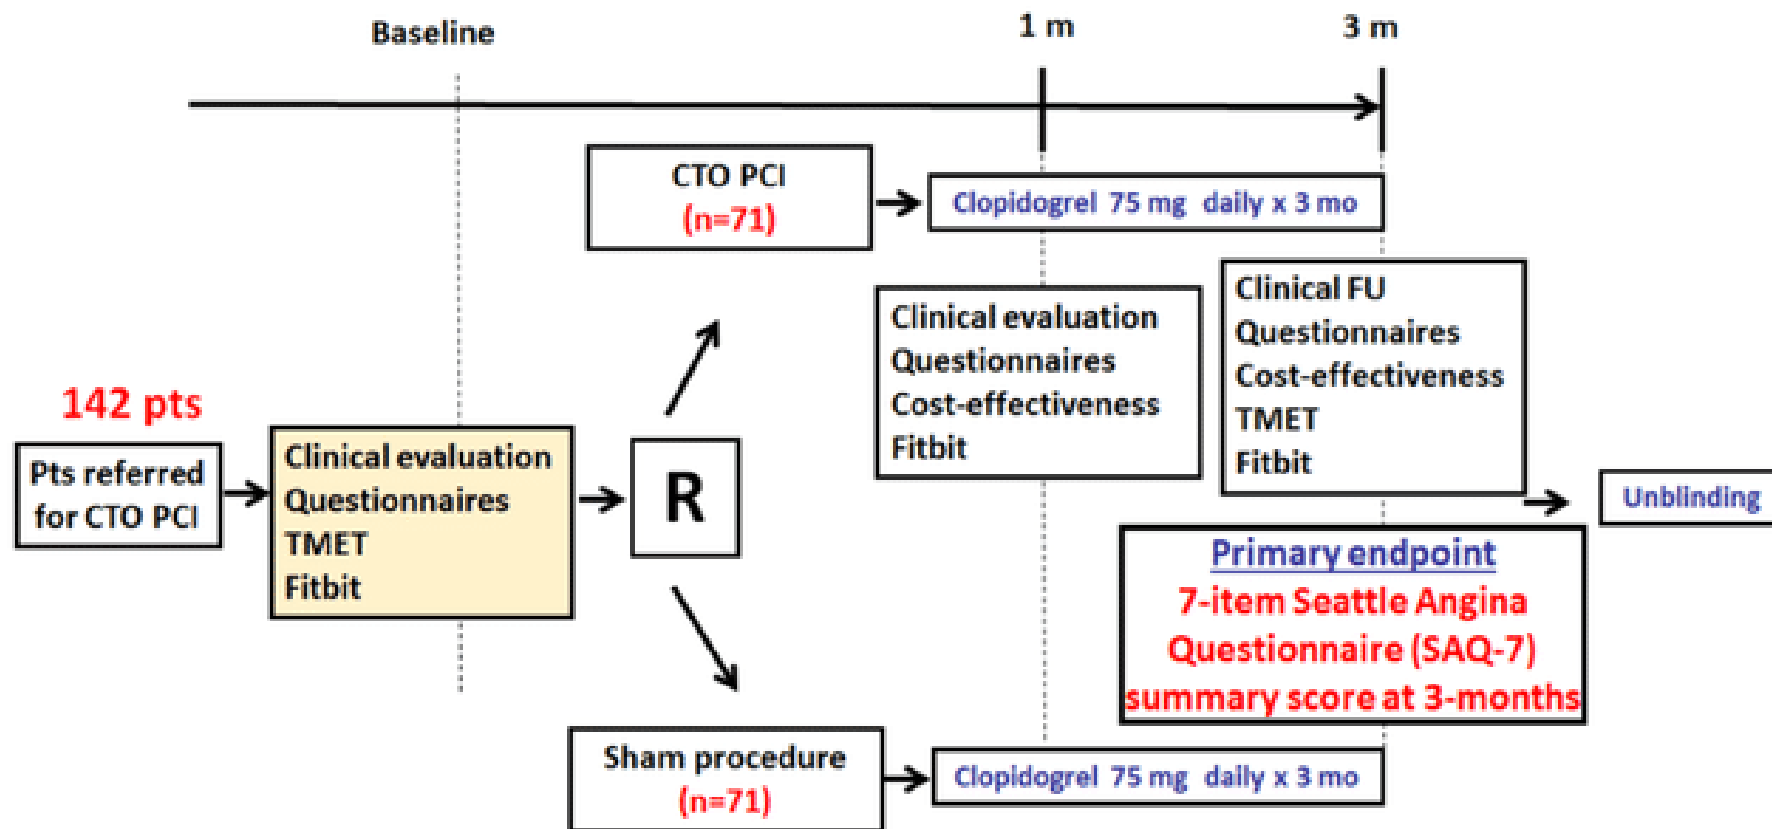 Baseline
1 m
3 m
CTO PCI
(n=71)
Clopidogrel 75 mg daily x 3 mo
142 pts
Pts referred
for CTO PCI
Clinical evaluation
Questionnaires
TMET
Fitbit
R
Clinical evaluation
Questionnaires
Cost-effectiveness
Fitbit
Clinical FU
Questionnaires
Cost-effectiveness
TMET
Fitbit
Unblinding
Primary endpoint
7-item Seattle Angina
Questionnaire (SAQ-7)
summary score at 3-months
Sham procedure
(n=71)
Clopidogrel 75 mg daily x 3 mo